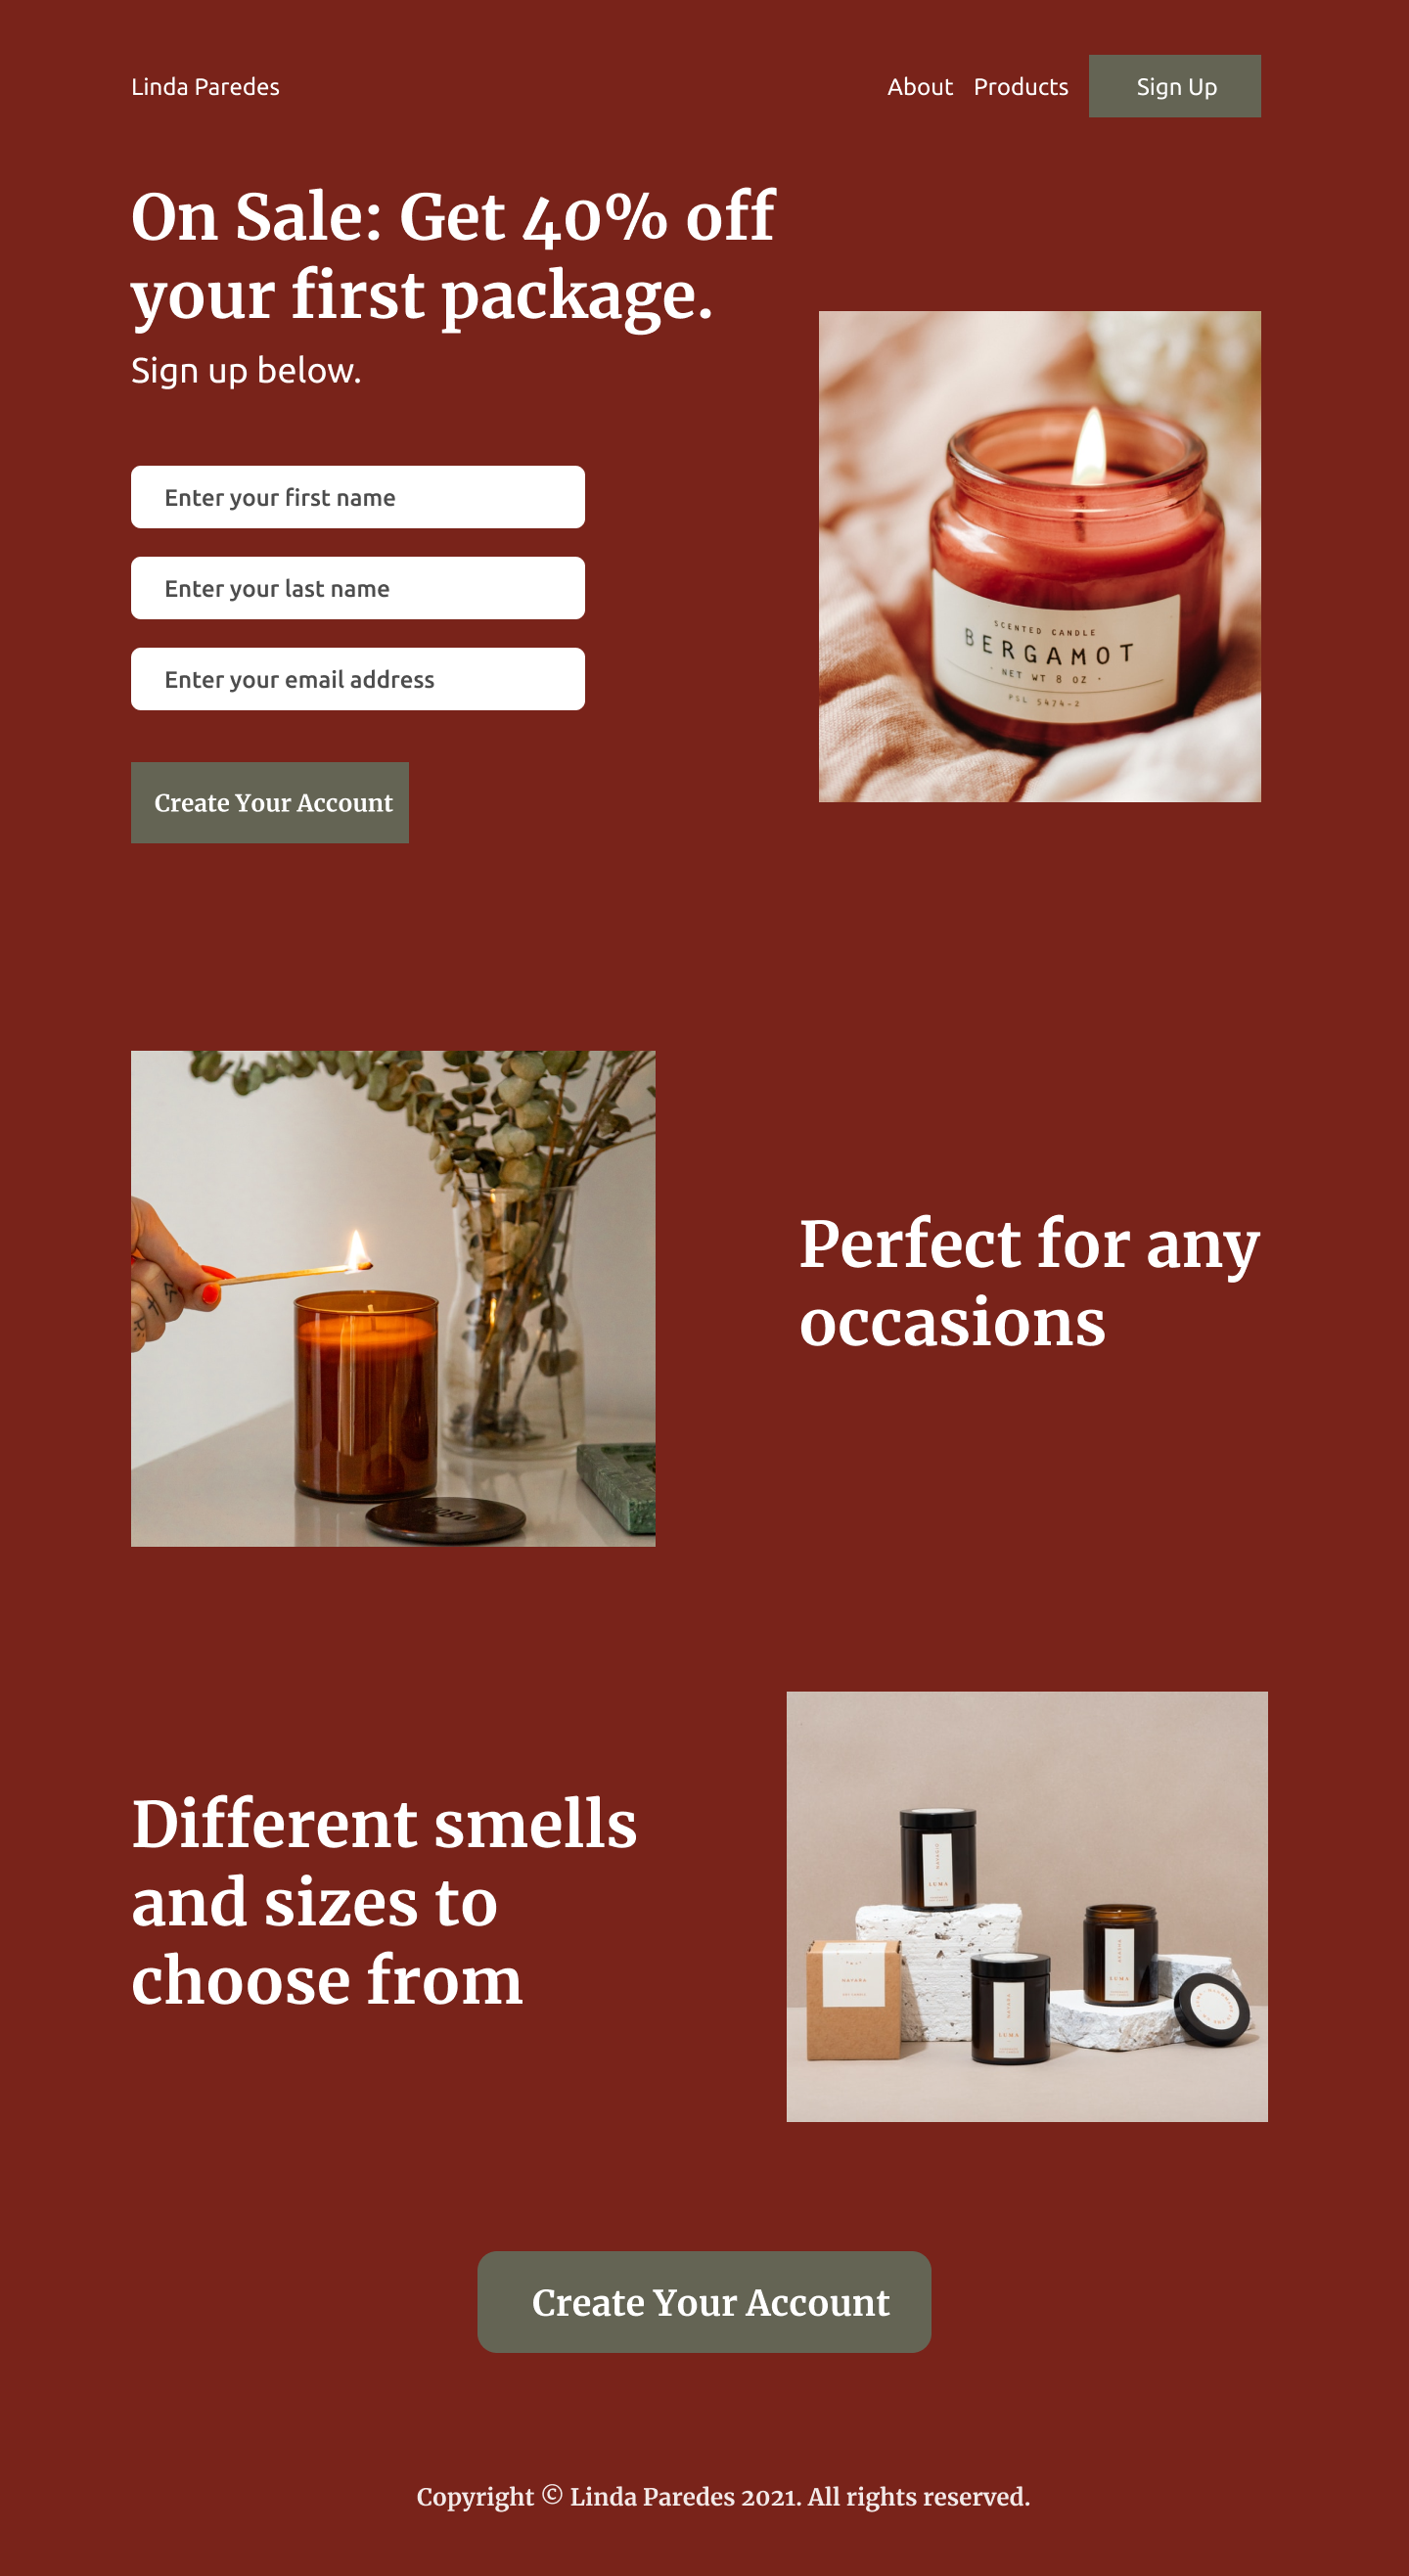 Linda Paredes
About Products Sign Up
On Sale: Get 40% off
your first package.
Sign up below.
Enter your first name
Enter your last name
Enter your email address
Create Your Account
SCENTED CANDLE
BERGAMOT
· NET WT 8 OZ ·
PSL 5474-2
Perfect for any
occasions
Different smells
and sizes to
choose from
LUMA
LUMA
LUMA
Create Your Account
Copyright © Linda Paredes 2021. All rights reserved.